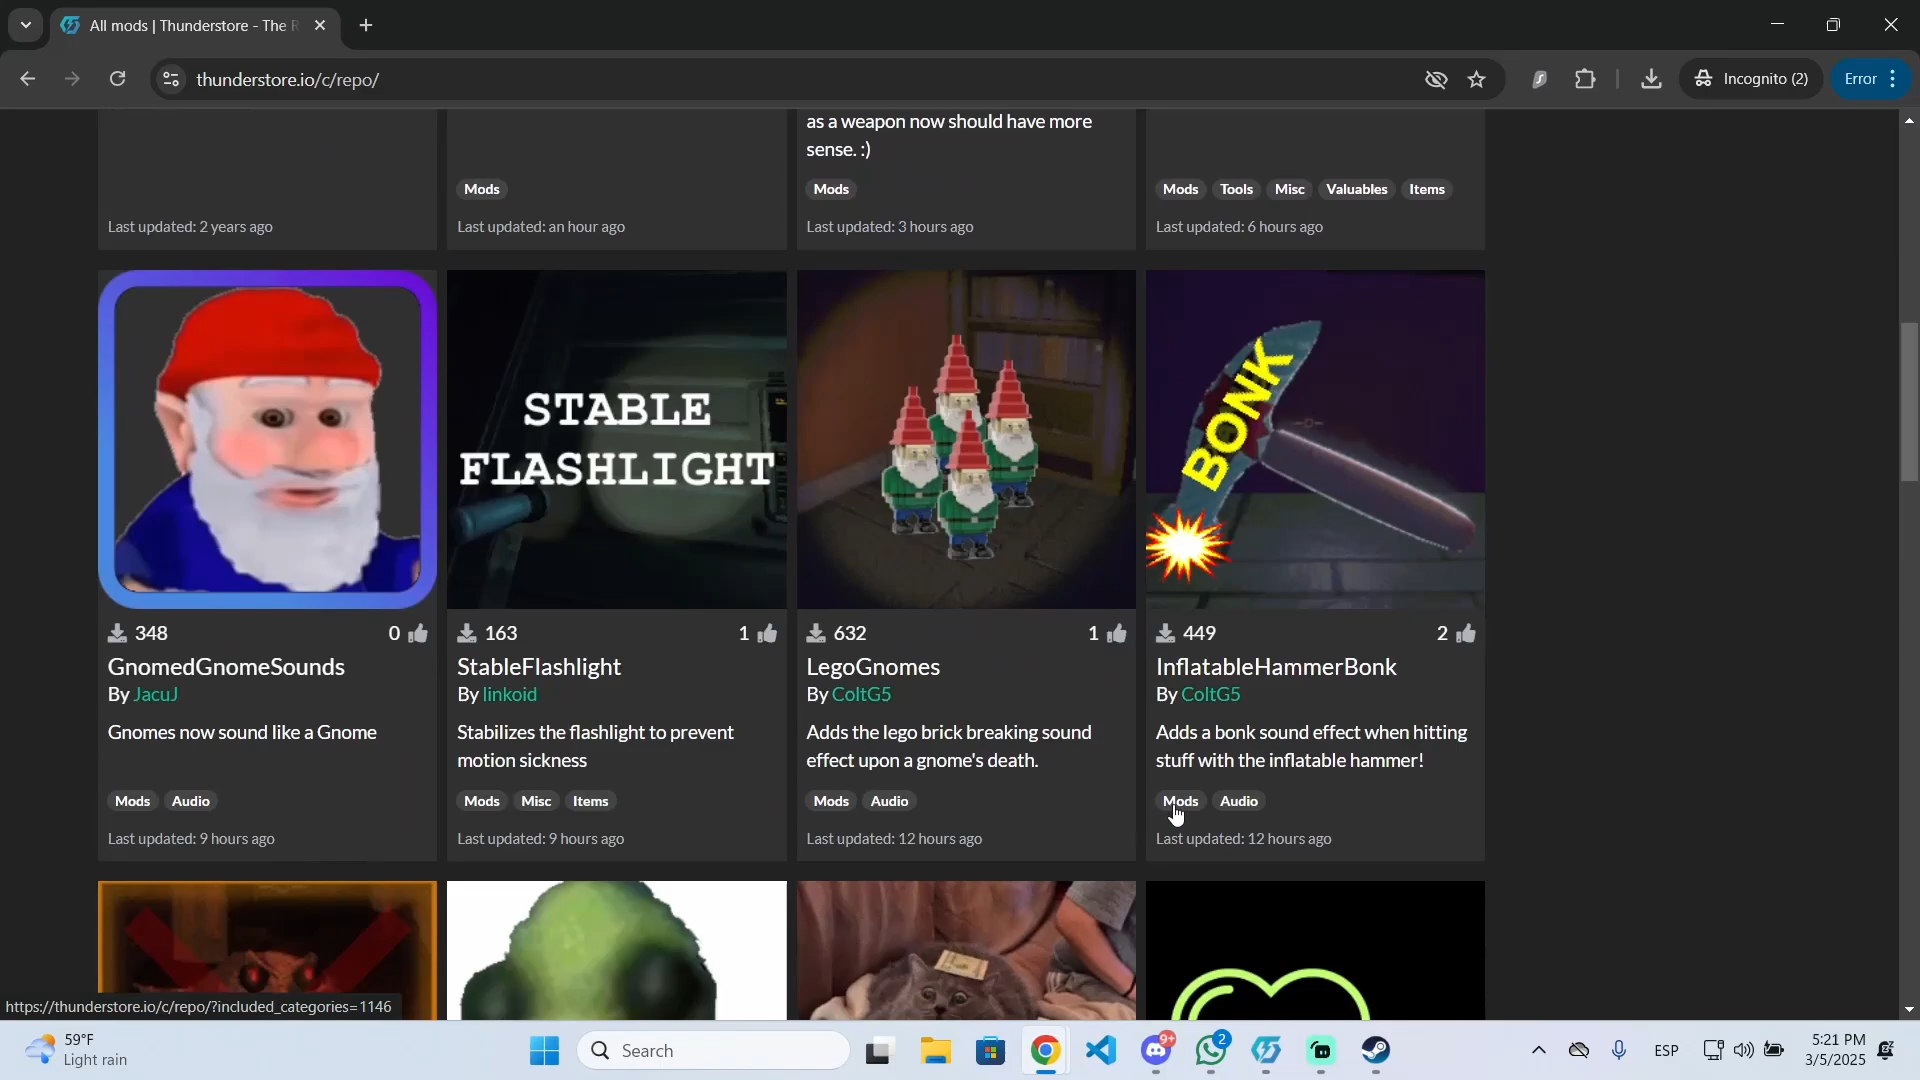 All mods | Thunderstore - The R
thunderstore.io/c/repo/
Incognito (2)
Error
as a weapon now should have more
sense. :)
Mods
Mods
Mods Tools Misc Valuables Items
Last updated: 2 years ago
Last updated: an hour ago
Last updated: 3 hours ago
Last updated: 6 hours ago
STABLE
FLASHLIGHT
BONK
348
0
GnomedGnomeSounds
By JacuJ
Gnomes now sound like a Gnome
Mods Audio
Last updated: 9 hours ago
163
1
StableFlashlight
By linkoid
Stabilizes the flashlight to prevent
motion sickness
Mods Misc Items
Last updated: 9 hours ago
632
1
LegoGnomes
By ColtG5
Adds the lego brick breaking sound
effect upon a gnome's death.
Mods Audio
Last updated: 12 hours ago
449
2
InflatableHammerBonk
By ColtG5
Adds a bonk sound effect when hitting
stuff with the inflatable hammer!
Mods Audio
Last updated: 12 hours ago
https://thunderstore.io/c/repo/?included_categories=1146
59°F
Light rain
Search
9+
2
ESP
5:21 PM
3/5/2025